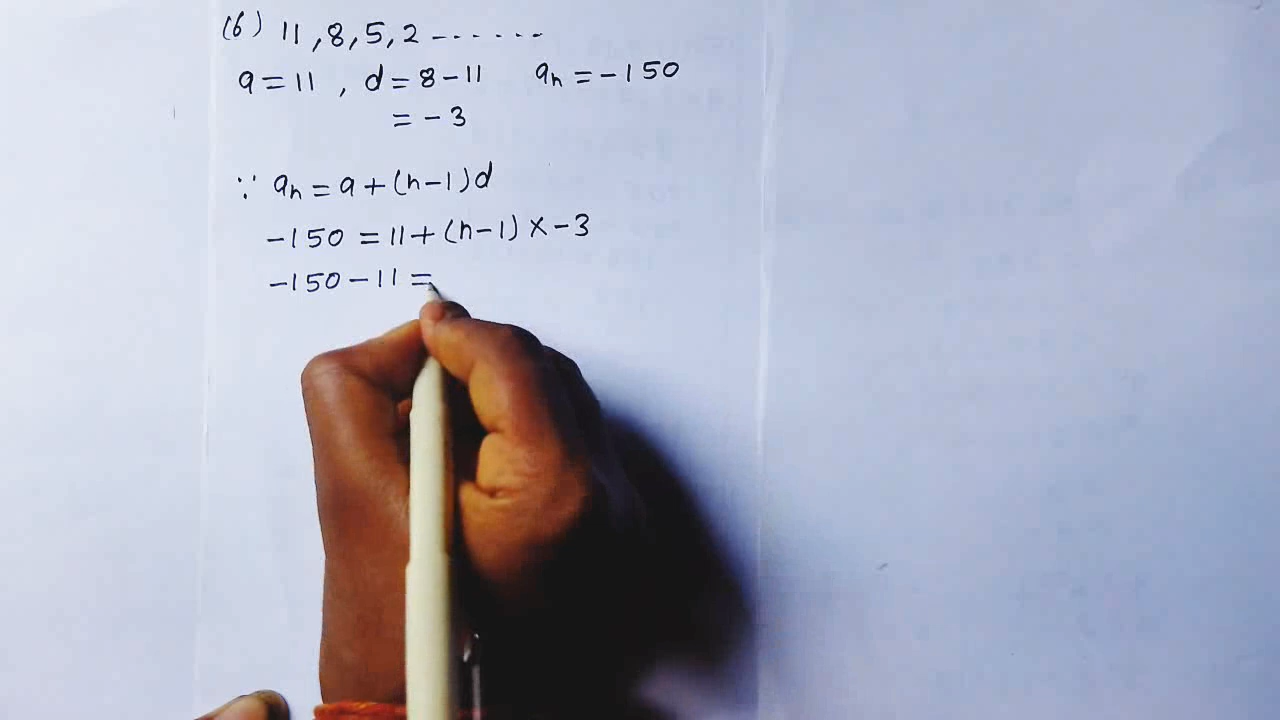 (6) 11, 8, 5, 2 -------
a = 11 , d = 8 - 11 an = -150
= - 3
∵ an = a + (n-1)d
-150 = 11 + (n-1) × -3
-150 - 11 =